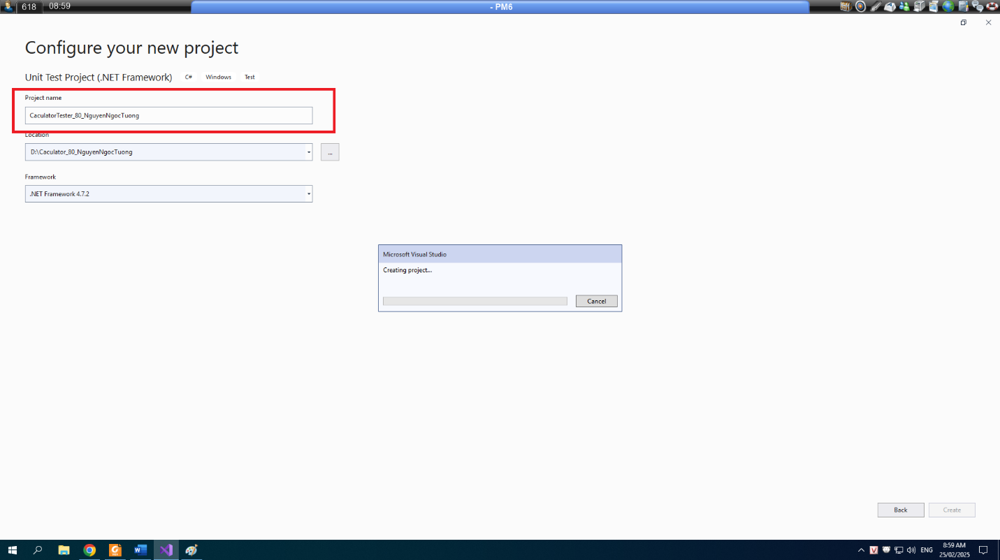 618 08:59 - PM6
Configure your new project
Unit Test Project (.NET Framework) C# Windows Test
Project name
CaculatorTester_80_NguyenNgocTuong
Location
D:\Caculator_80_NguyenNgocTuong
...
Framework
.NET Framework 4.7.2
Microsoft Visual Studio
Creating project...
Cancel
Back Create
ENG
8:59 AM
25/02/2025